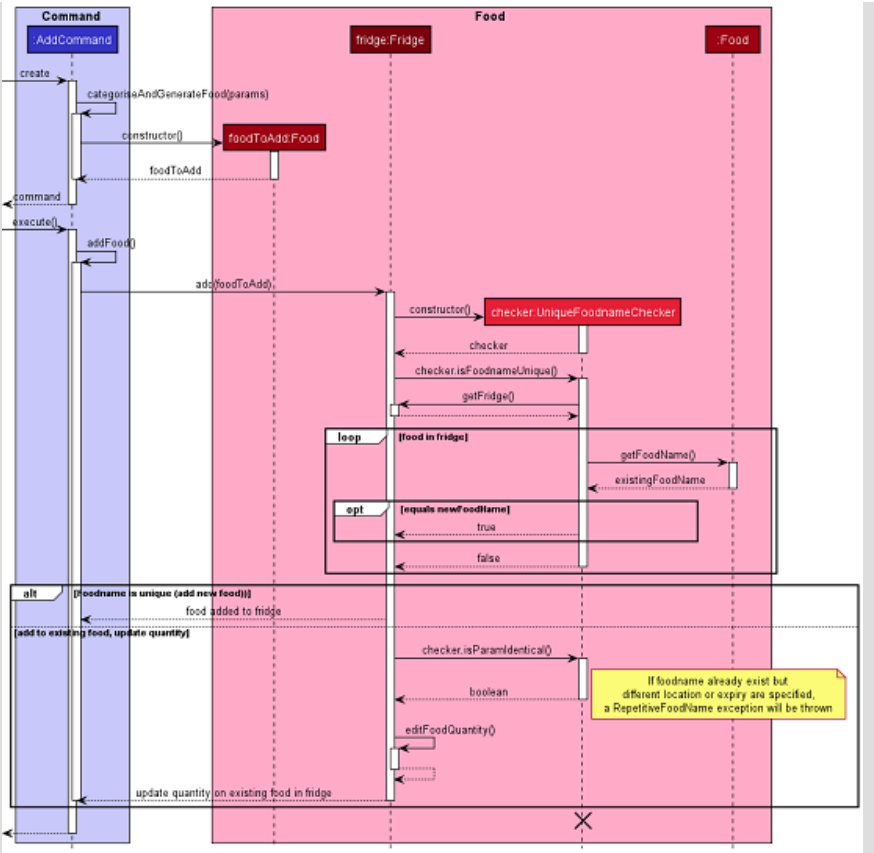 Command
Food
:AddCommand
fridge:Fridge
:Food
create
categoriseAndGenerateFood(params)
constructor()
foodToAdd:Food
foodToAdd
command
execute()
addFood()
add(foodToAdd)
constructor()
checker:UniqueFoodnameChecker
checker
checker.isFoodnameUnique()
getFridge()
loop
[food in fridge]
getFoodName()
existingFoodName
opt
[equals newFoodName]
true
false
alt
[Foodname is unique (add new food))]
food added to fridge
[add to existing food, update quantity]
checker.isParamIdentical()
If foodname already exist but
different location or expiry are specified,
a RepetitiveFoodName exception will be thrown
boolean
editFoodQuantity()
update quantity on existing food in fridge